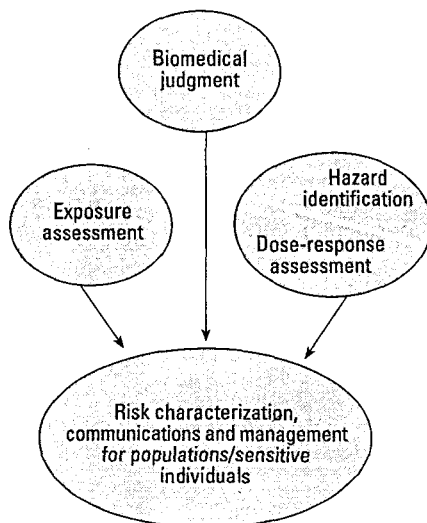 Biomedical
judgment
Exposure
assessment
Hazard
identification
Dose-response
assessment
Risk characterization,
communications and management
for populations/sensitive
individuals